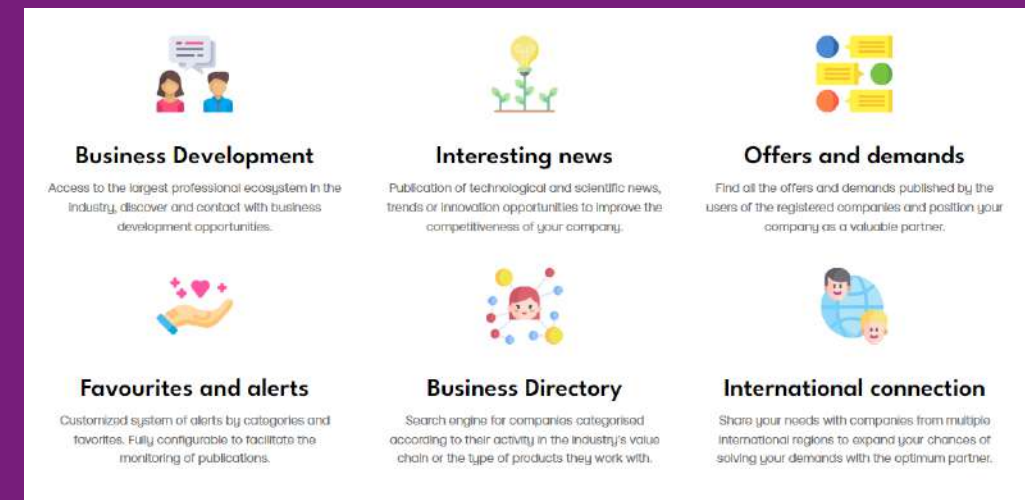 Business Development
Access to the largest professional ecosystem in the
industry, discover and contact with business
development opportunities.
Interesting news
Publication of technological and scientific news,
trends or innovation opportunities to improve the
competitiveness of your company.
Offers and demands
Find all the offers and demands published by the
users of the registered companies and position your
company as a valuable partner.
Favourites and alerts
Customized system of alerts by categories and
favorites. Fully configurable to facilitate the
monitoring of publications.
Business Directory
Search engine for companies categorised
according to their activity in the industry's value
chain or the type of products they work with.
International connection
Share your needs with companies from multiple
international regions to expand your chances of
solving your demands with the optimum partner.